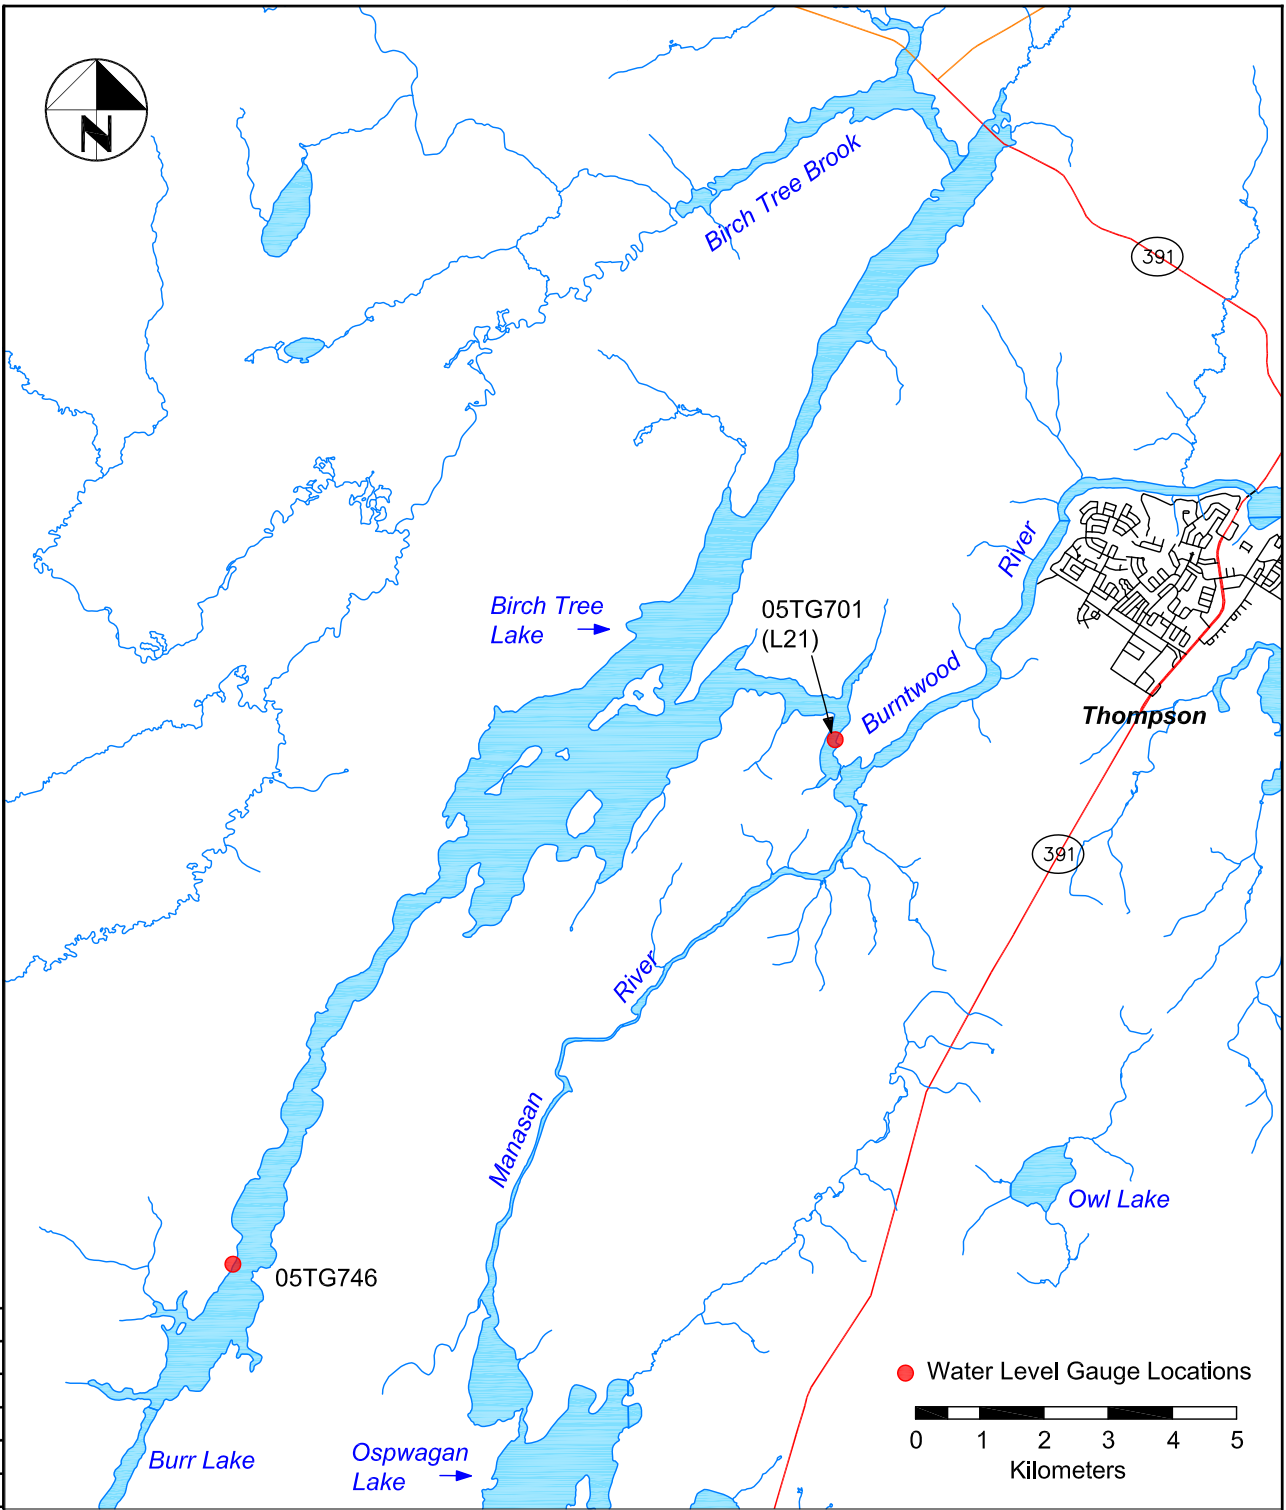 N
Birch Tree Brook
391
River
Birch Tree
Lake
05TG701
(L21)
Burntwood
Thompson
391
River
Manasan
Owl Lake
05TG746
Water Level Gauge Locations
0 1 2 3 4 5
Kilometers
Burr Lake
Ospwagan
Lake